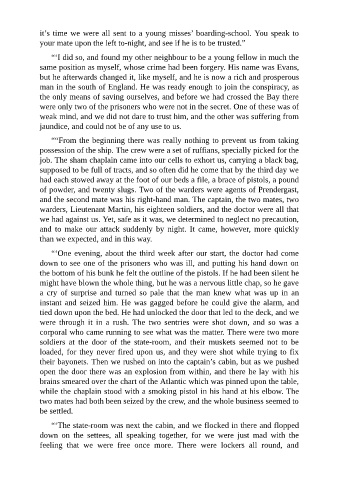 it's time we were all sent to a young misses' boarding-school. You speak to
your mate upon the left to-night, and see if he is to be trusted."
"'I did so, and found my other neighbour to be a young fellow in much the
same position as myself, whose crime had been forgery. His name was Evans,
but he afterwards changed it, like myself, and he is now a rich and prosperous
man in the south of England. He was ready enough to join the conspiracy, as
the only means of saving ourselves, and before we had crossed the Bay there
were only two of the prisoners who were not in the secret. One of these was of
weak mind, and we did not dare to trust him, and the other was suffering from
jaundice, and could not be of any use to us.
"'"From the beginning there was really nothing to prevent us from taking
possession of the ship. The crew were a set of ruffians, specially picked for the
job. The sham chaplain came into our cells to exhort us, carrying a black bag,
supposed to be full of tracts, and so often did he come that by the third day we
had each stowed away at the foot of our beds a file, a brace of pistols, a pound
of powder, and twenty slugs. Two of the warders were agents of Prendergast,
and the second mate was his right-hand man. The captain, the two mates, two
warders, Lieutenant Martin, his eighteen soldiers, and the doctor were all that
we had against us. Yet, safe as it was, we determined to neglect no precaution,
and to make our attack suddenly by night. It came, however, more quickly
than we expected, and in this way.
"'One evening, about the third week after our start, the doctor had come
down to see one of the prisoners who was ill, and putting his hand down on
the bottom of his bunk he felt the outline of the pistols. If he had been silent he
might have blown the whole thing, but he was a nervous little chap, so he gave
a cry of surprise and turned so pale that the man knew what was up in an
instant and seized him. He was gagged before he could give the alarm, and
tied down upon the bed. He had unlocked the door that led to the deck, and we
were through it in a rush. The two sentries were shot down, and so was a
corporal who came running to see what was the matter. There were two more
soldiers at the door of the state-room, and their muskets seemed not to be
loaded, for they never fired upon us, and they were shot while trying to fix
their bayonets. Then we rushed on into the captain's cabin, but as we pushed
open the door there was an explosion from within, and there he lay with his
brains smeared over the chart of the Atlantic which was pinned upon the table,
while the chaplain stood with a smoking pistol in his hand at his elbow. The
two mates had both been seized by the crew, and the whole business seemed to
be settled.
"'The state-room was next the cabin, and we flocked in there and flopped
down on the settees, all speaking together, for we were just mad with the
feeling that we were free once more. There were lockers all round, and